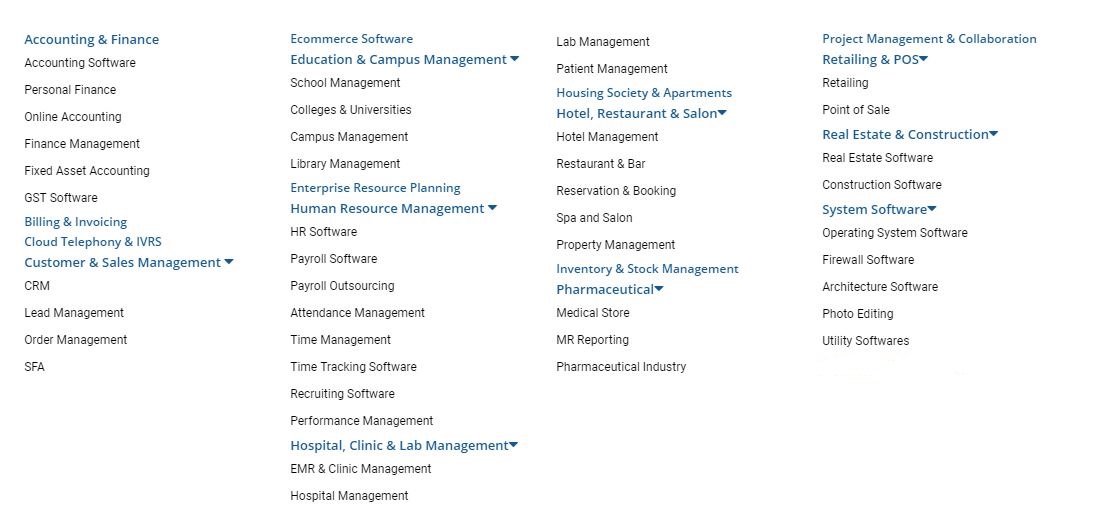 Accounting & Finance
Accounting Software
Personal Finance
Online Accounting
Finance Management
Fixed Asset Accounting
GST Software
Billing & Invoicing
Cloud Telephony & IVRS
Customer & Sales Management
CRM
Lead Management
Order Management
SFA
Ecommerce Software
Education & Campus Management
School Management
Colleges & Universities
Campus Management
Library Management
Enterprise Resource Planning
Human Resource Management
HR Software
Payroll Software
Payroll Outsourcing
Attendance Management
Time Management
Time Tracking Software
Recruiting Software
Performance Management
Hospital, Clinic & Lab Management
EMR & Clinic Management
Hospital Management
Lab Management
Patient Management
Housing Society & Apartments
Hotel, Restaurant & Salon
Hotel Management
Restaurant & Bar
Reservation & Booking
Spa and Salon
Property Management
Inventory & Stock Management
Pharmaceutical
Medical Store
MR Reporting
Pharmaceutical Industry
Project Management & Collaboration
Retailing & POS
Retailing
Point of Sale
Real Estate & Construction
Real Estate Software
Construction Software
System Software
Operating System Software
Firewall Software
Architecture Software
Photo Editing
Utility Softwares